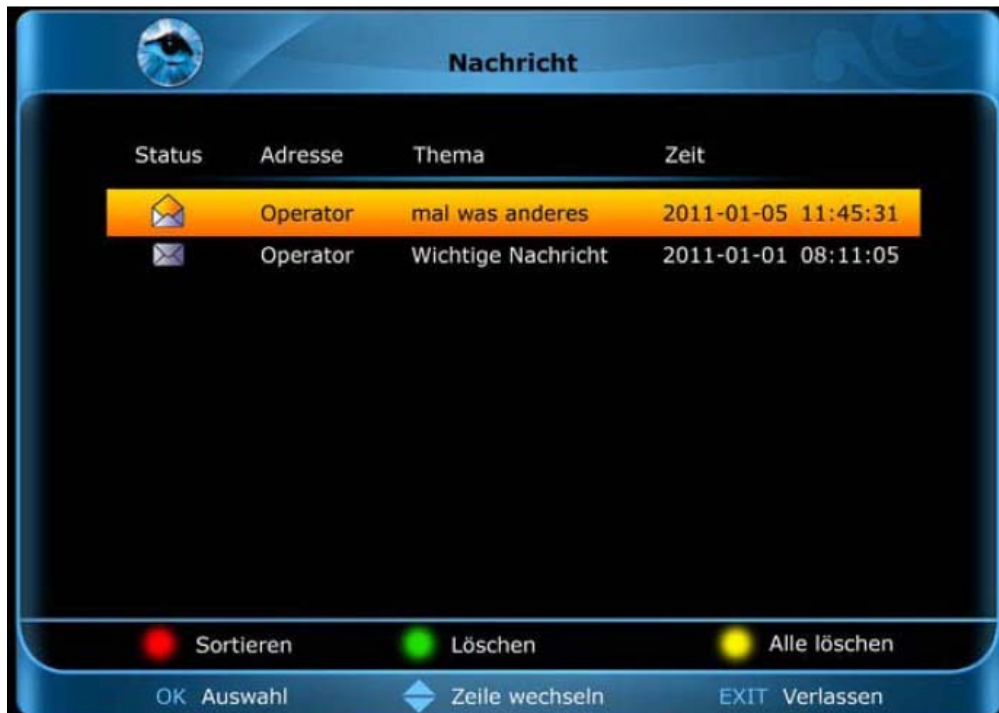 Nachricht
Status Adresse Thema Zeit
Operator mal was anderes 2011-01-05 11:45:31
Operator Wichtige Nachricht 2011-01-01 08:11:05
Sortieren Löschen Alle löschen
OK Auswahl Zeile wechseln EXIT Verlassen